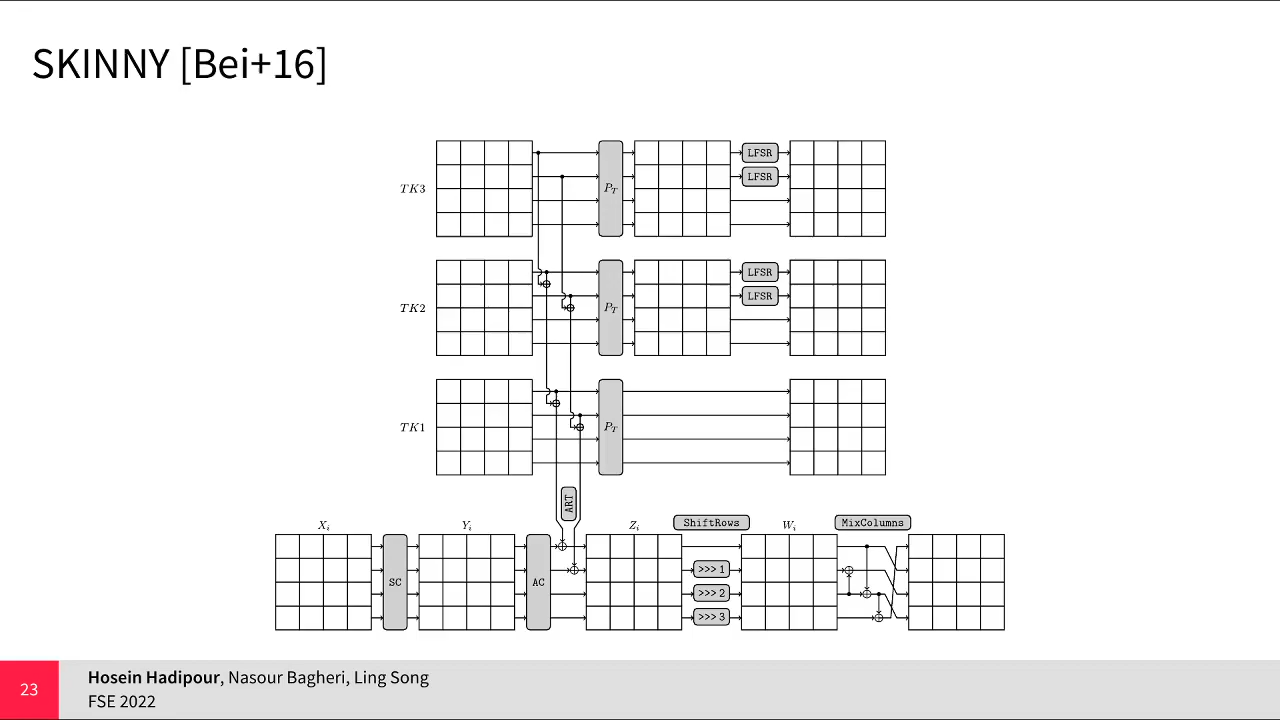 SKINNY [Bei+16]
TK3
P_T
LFSR
LFSR
TK2
P_T
LFSR
LFSR
TK1
P_T
ART
X_i
Y_i
Z_i
ShiftRows
W_i
MixColumns
SC
AC
>>> 1
>>> 2
>>> 3
23
Hosein Hadipour, Nasour Bagheri, Ling Song
FSE 2022